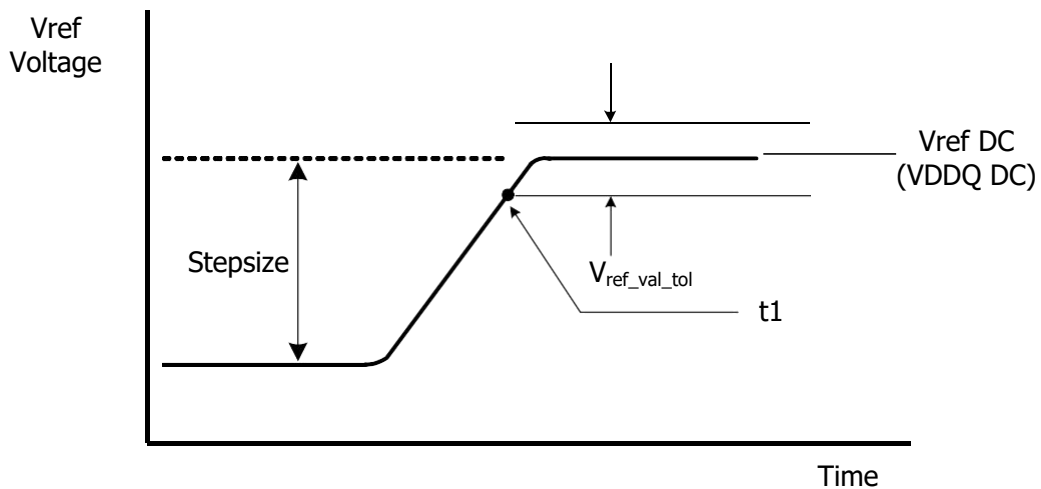 Vref
Voltage
Vref DC
(VDDQ DC)
Stepsize
Vref_val_tol
t1
Time